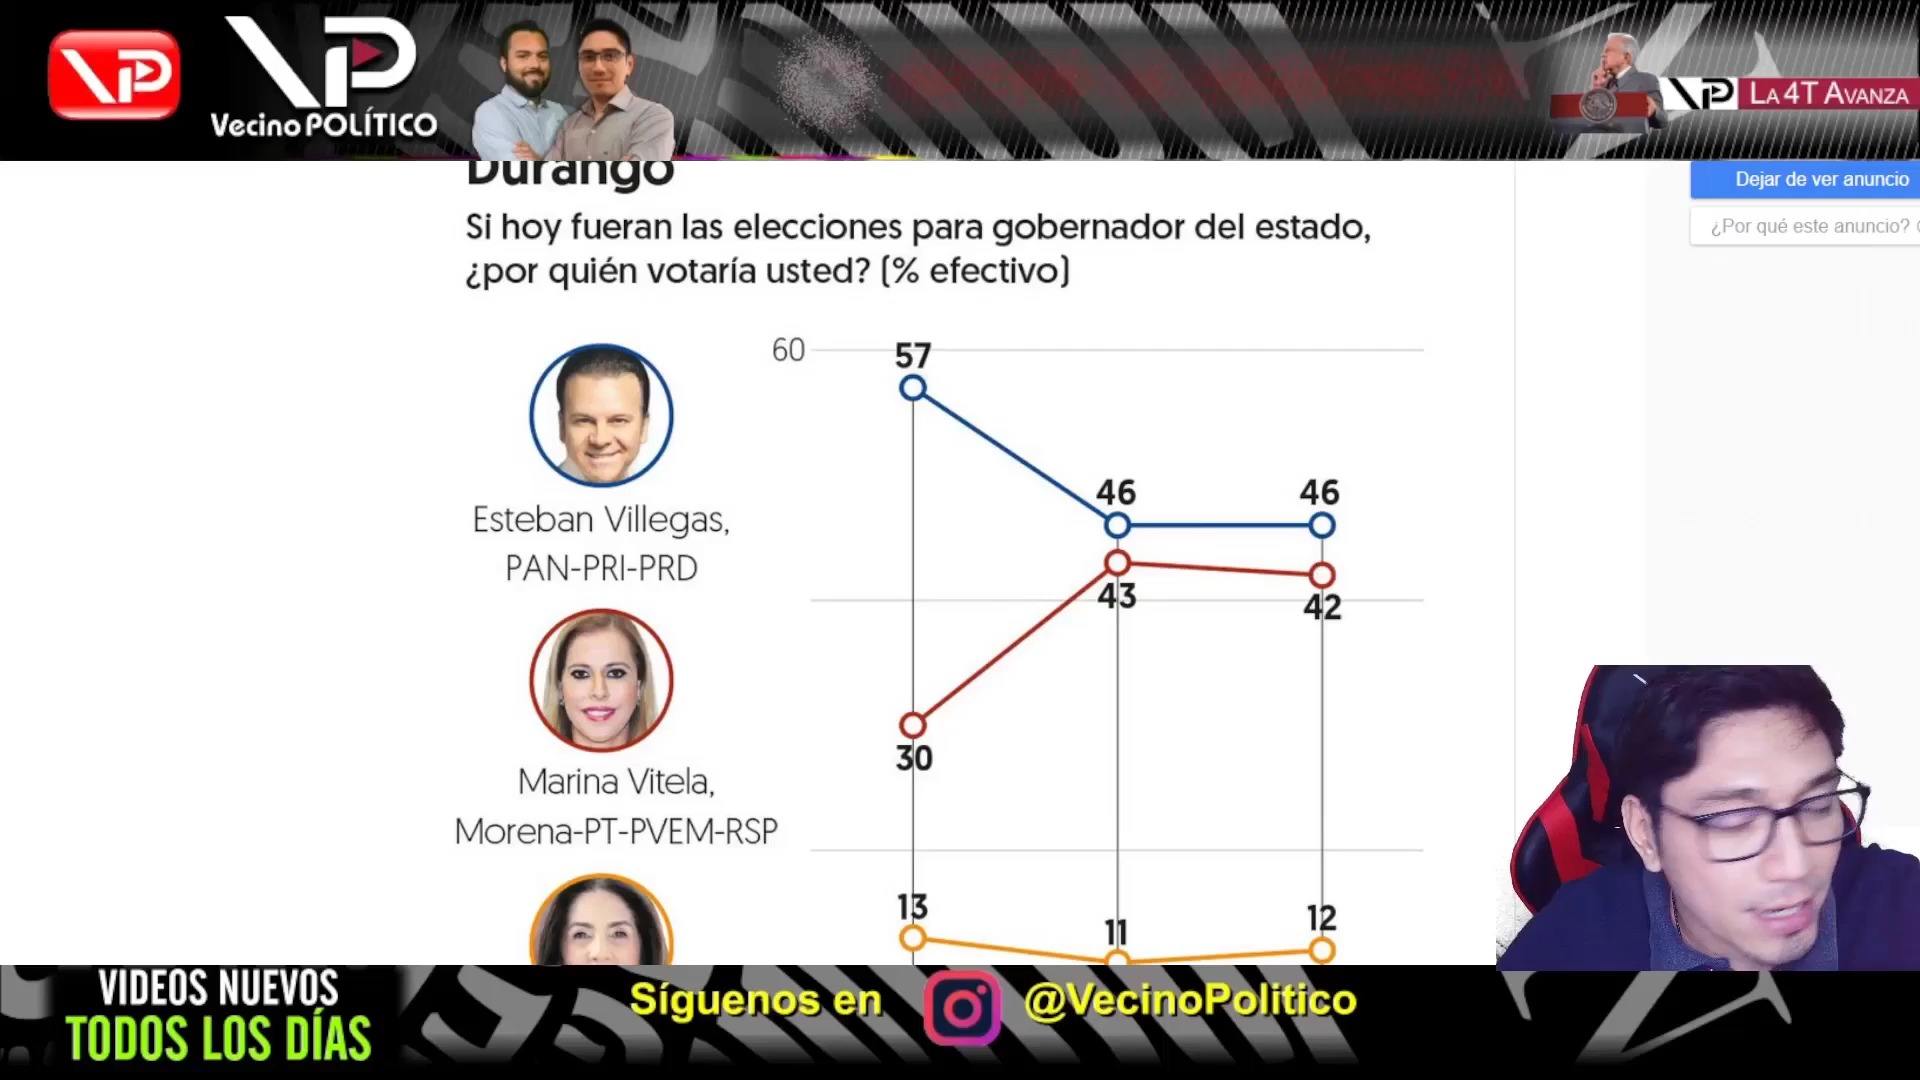 VP
VP
Vecino POLÍTICO
VP LA 4T AVANZA
Durango
Si hoy fueran las elecciones para gobernador del estado,
¿por quién votaría usted? (% efectivo)
Dejar de ver anuncio
¿Por qué este anuncio?
60
57
46
46
43
42
30
13
11
12
Esteban Villegas,
PAN-PRI-PRD
Marina Vitela,
Morena-PT-PVEM-RSP
VIDEOS NUEVOS
TODOS LOS DÍAS
Síguenos en @VecinoPolitico